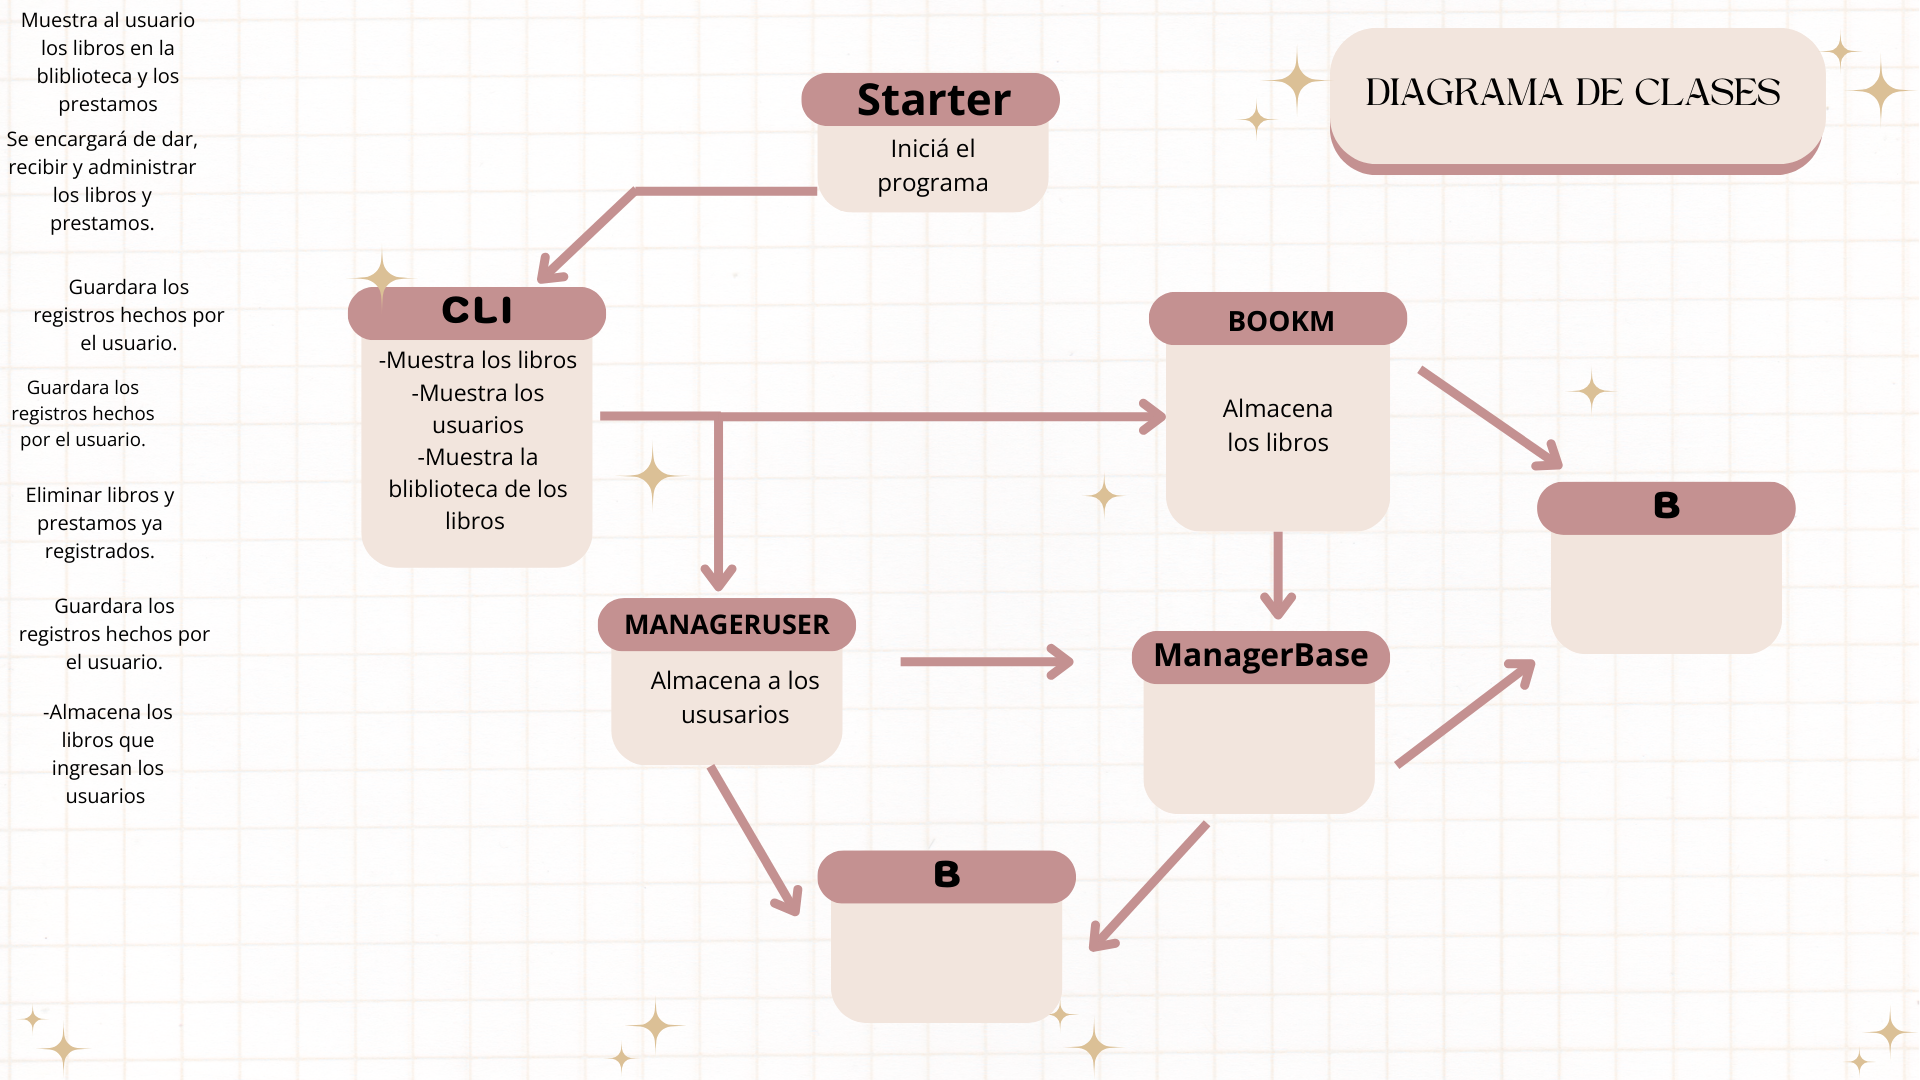 Muestra al usuario
los libros en la
bliblioteca y los
prestamos
Se encargará de dar,
recibir y administrar
los libros y
prestamos.
Guardara los
registros hechos por
el usuario.
Guardara los
registros hechos
por el usuario.
Eliminar libros y
prestamos ya
registrados.
Guardara los
registros hechos por
el usuario.
-Almacena los
libros que
ingresan los
usuarios
DIAGRAMA DE CLASES
Starter
Iniciá el
programa
CLI
-Muestra los libros
-Muestra los
usuarios
-Muestra la
bliblioteca de los
libros
BOOKM
Almacena
los libros
B
MANAGERUSER
Almacena a los
ususarios
ManagerBase
B